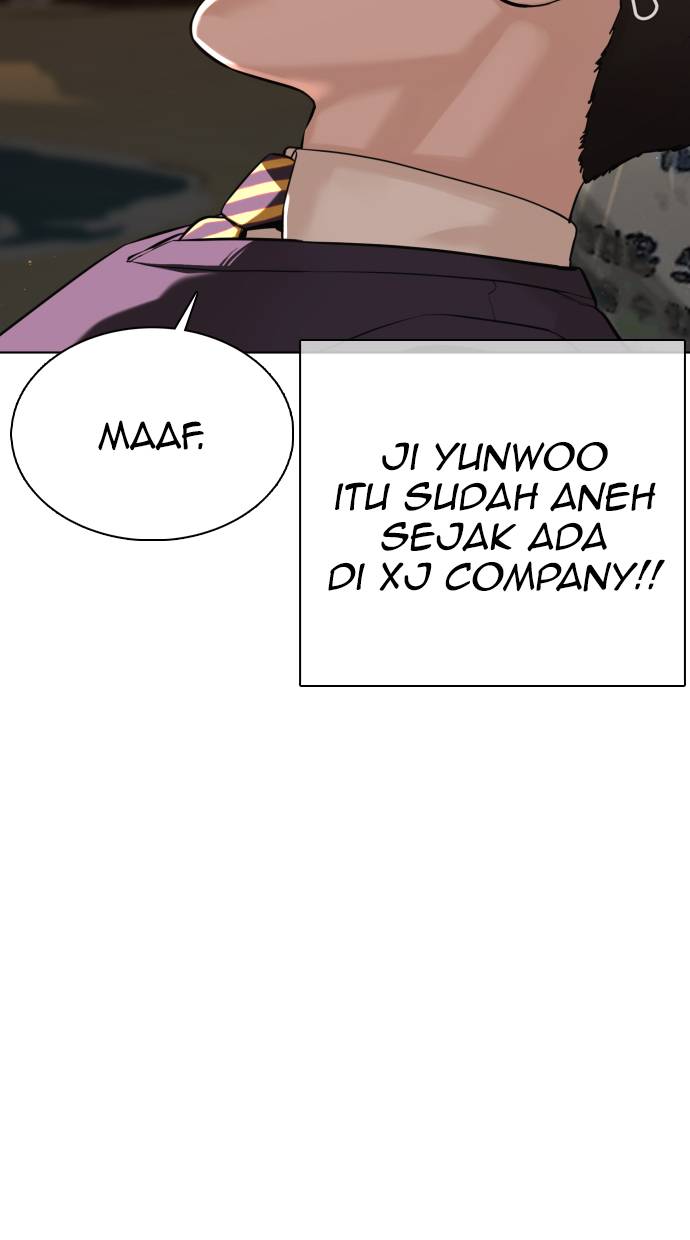 MAAF.
JI YUNWOO
ITU SUDAH ANEH
SEJAK ADA
DI XJ COMPANY!!